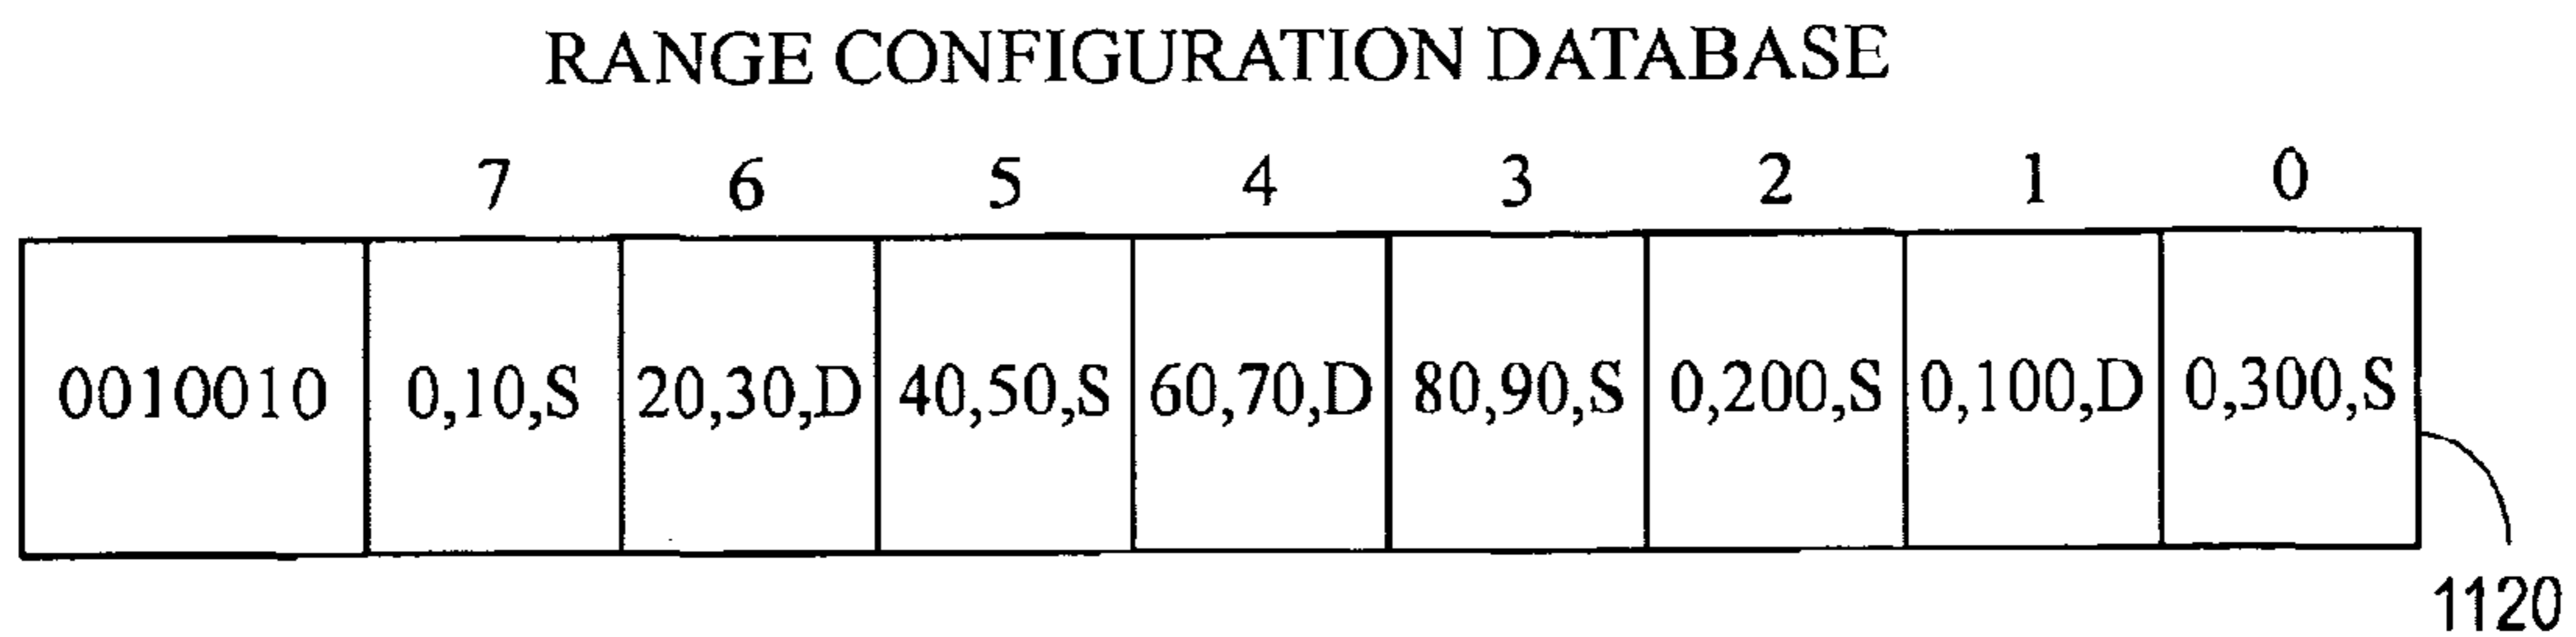 RANGE CONFIGURATION DATABASE
7 6 5 4 3 2 1 0
0010010 0,10,S 20,30,D 40,50,S 60,70,D 80,90,S 0,200,S 0,100,D 0,300,S
1120